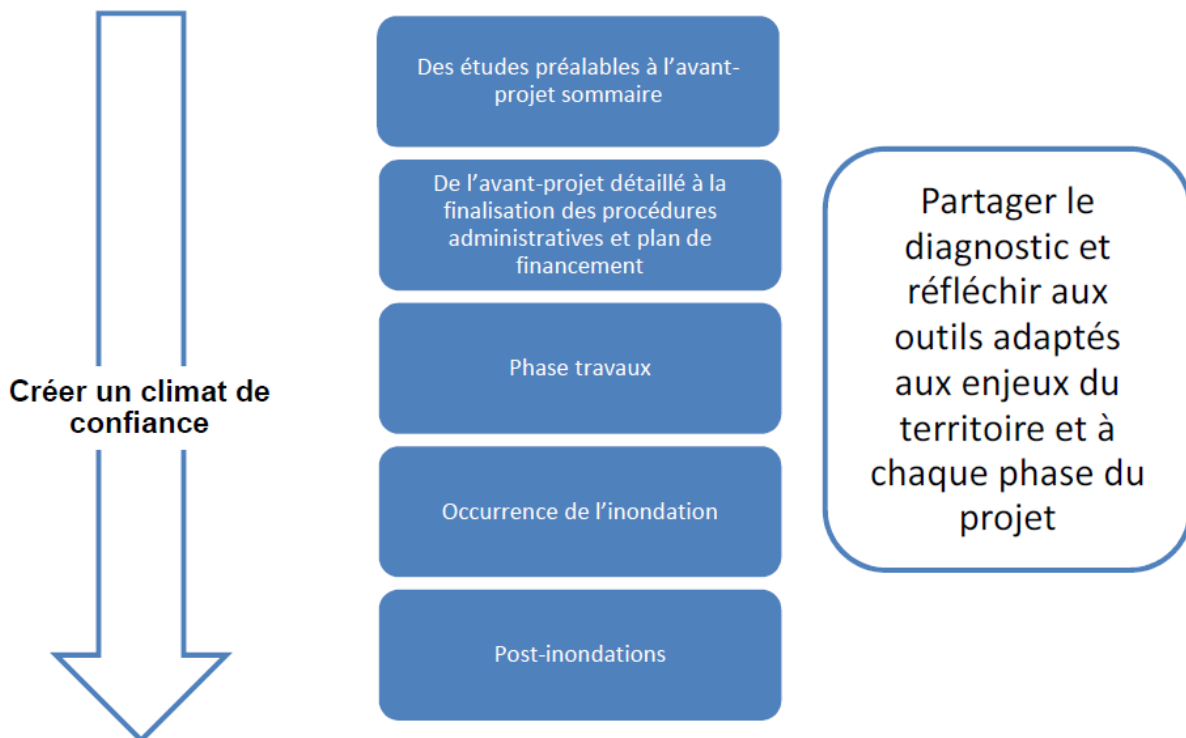 Des études préalables à l’avant-
projet sommaire
De l’avant-projet détaillé à la
finalisation des procédures
administratives et plan de
financement
Phase travaux
Occurrence de l’inondation
Post-inondations
Créer un climat de
confiance
Partager le
diagnostic et
réfléchir aux
outils adaptés
aux enjeux du
territoire et à
chaque phase du
projet